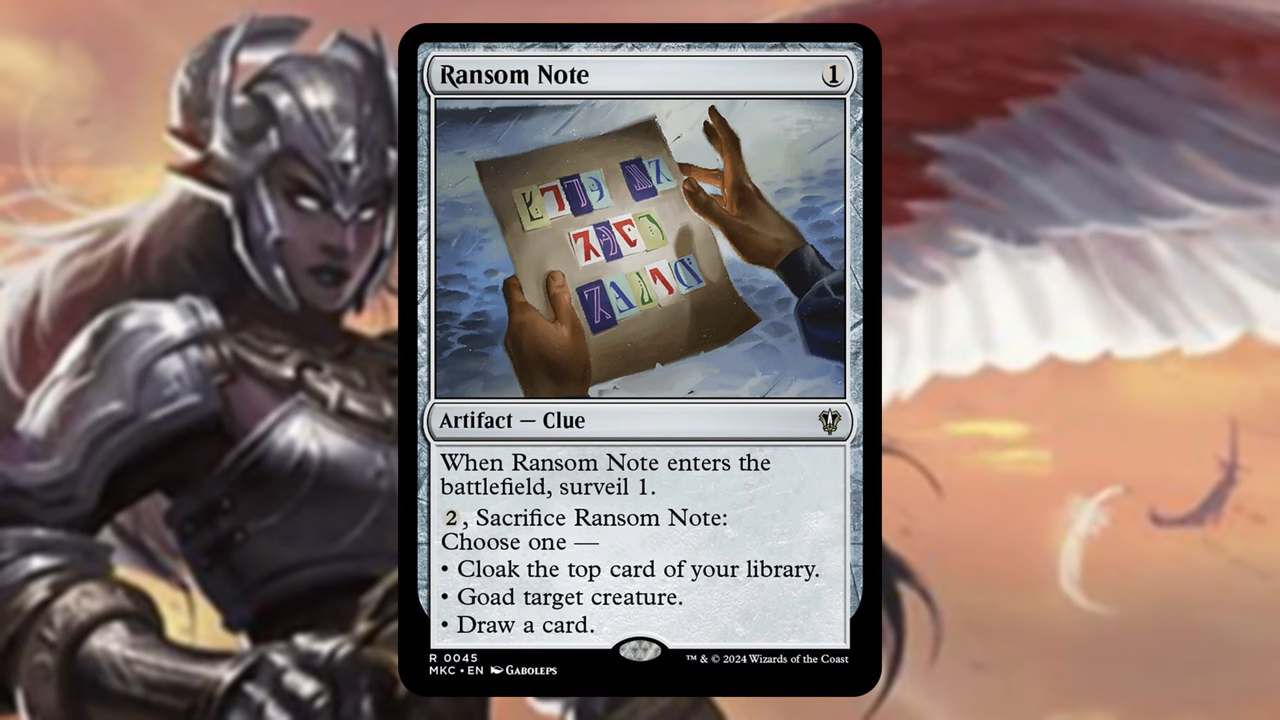 Ransom Note 1
Artifact — Clue
When Ransom Note enters the
battlefield, surveil 1.
2, Sacrifice Ransom Note:
Choose one —
• Cloak the top card of your library.
• Goad target creature.
• Draw a card.
R 0045
MKC • EN Gaboleps
™ & © 2024 Wizards of the Coast